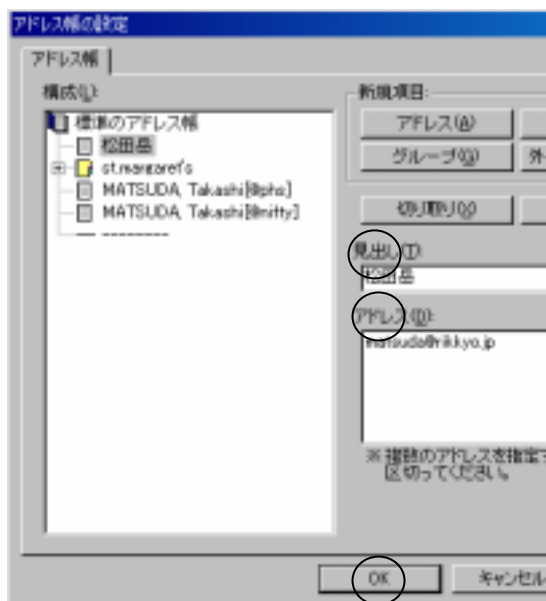 アドレス帳の設定
アドレス帳
構成(L):
標準のアドレス帳
松田岳
st.margaret's
MATSUDA, Takashi[@phs]
MATSUDA, Takashi[@nifty]
--------
新規項目:
アドレス(A)
グループ(G)
外
切り取り(X)
見出し(T):
松田岳
アドレス(D):
matsuda@rikkyo.jp
※ 複数のアドレスを指定す
区切ってください。
OK
キャンセル